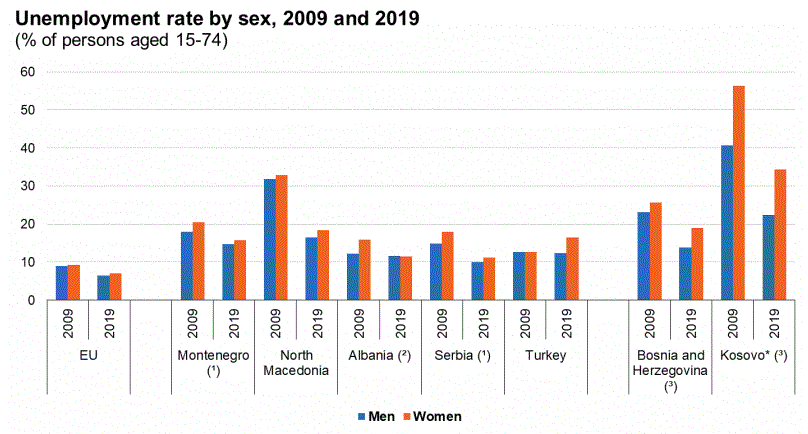 Unemployment rate by sex, 2009 and 2019
(% of persons aged 15-74)
60
50
40
30
20
10
0
2009 2019 2009 2019 2009 2019 2009 2019 2009 2019 2009 2019 2009 2019 2009 2019
EU Montenegro (¹) North Macedonia Albania (²) Serbia (¹) Turkey Bosnia and Herzegovina (³) Kosovo* (³)
Men Women